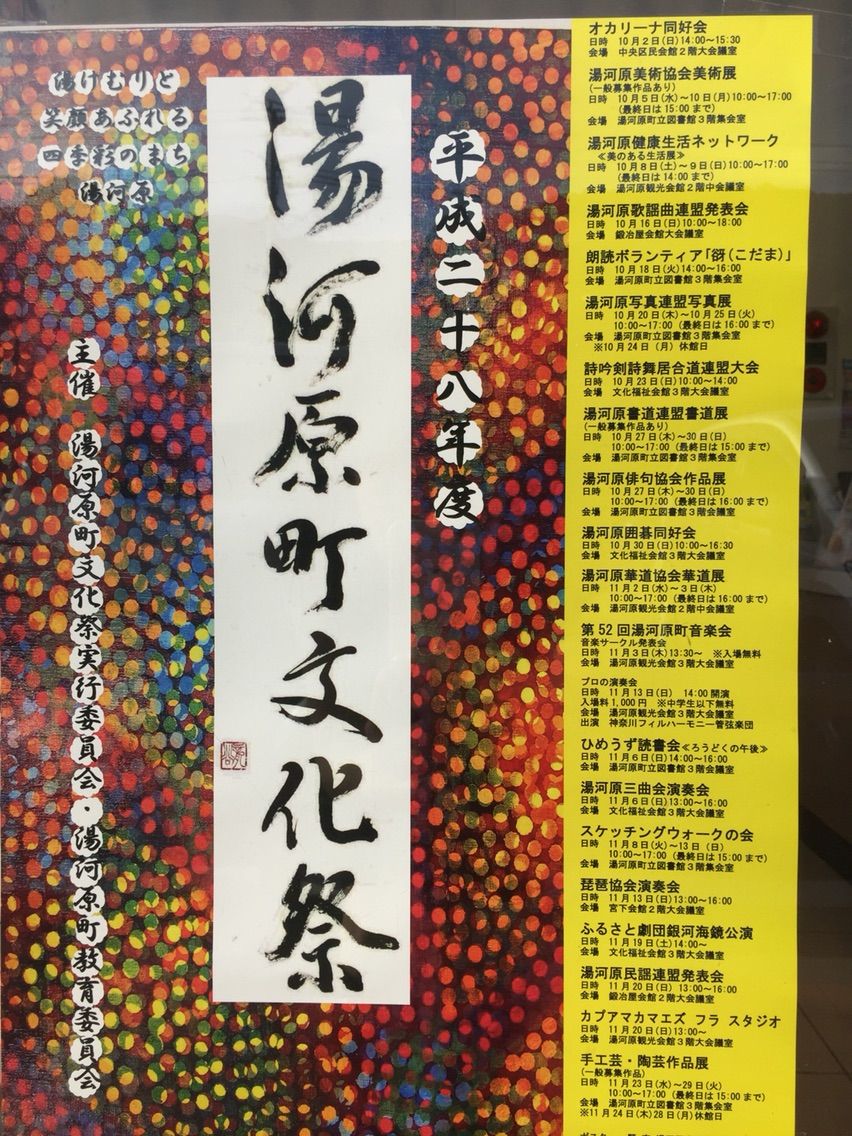 湯けむりと
笑顔あふれる
四季彩のまち
湯河原
平成二十八年度
湯河原町文化祭
主催 湯河原町文化祭実行委員会・湯河原町教育委員会
オカリーナ同好会
日時 10月2日(日)14:00～15:30
会場 中央区民会館2階大会議室
湯河原美術協会美術展
(一般募集作品あり)
日時 10月5日(水)～10日(月)10:00～17:00
(最終日は15:00まで)
会場 湯河原町立図書館3階集会室
湯河原健康生活ネットワーク
≪美のある生活展≫
日時 10月8日(土)～9日(日)10:00～17:00
(最終日は14:00まで)
会場 湯河原観光会館2階中会議室
湯河原歌謡曲連盟発表会
日時 10月16日(日)10:00～18:00
会場 鍛冶屋会館大会議室
朗読ボランティア「谺(こだま)」
日時 10月18日(火)14:00～16:00
会場 湯河原町立図書館3階集会室
湯河原写真連盟写真展
日時 10月20日(木)～10月25日(火)
10:00～17:00 (最終日は16:00まで)
会場 湯河原町立図書館3階集会室
※10月24日(月)休館日
詩吟剣詩舞居合道連盟大会
日時 10月23日(日)10:00～14:00
会場 文化福祉会館3階大会議室
湯河原書道連盟書道展
(一般募集作品あり)
日時 10月27日(木)～30日(日)
10:00～17:00 (最終日は15:00まで)
会場 湯河原町立図書館3階集会室
湯河原俳句協会作品展
日時 10月27日(木)～30日(日)
10:00～17:00 (最終日は16:00まで)
会場 湯河原町立図書館3階集会室
湯河原囲碁同好会
日時 10月30日(日)10:00～16:30
会場 文化福祉会館3階大会議室
湯河原華道協会華道展
日時 11月2日(水)～3日(木)
10:00～17:00 (最終日は16:00まで)
会場 湯河原観光会館2階中会議室
第52回湯河原町音楽会
音楽サークル発表会
日時 11月3日(木)13:30～ ※入場無料
会場 湯河原観光会館3階大会議室
プロの演奏会
日時 11月13日(日) 14:00開演
入場料1,000円 ※中学生以下無料
会場 湯河原観光会館3階大会議室
出演 神奈川フィルハーモニー管弦楽団
ひめうず読書会≪ろうどくの午後≫
日時 11月6日(日)14:00～16:00
会場 湯河原町立図書館3階集会室
湯河原三曲会演奏会
日時 11月6日(日)13:00～16:00
会場 文化福祉会館3階大会議室
スケッチングウォークの会
日時 11月8日(火)～13日(日)
10:00～17:00 (最終日は15:00まで)
会場 湯河原町立図書館3階集会室
琵琶協会演奏会
日時 11月13日(日)13:00～16:00
会場 宮下会館2階大会議室
ふるさと劇団銀河海鏡公演
日時 11月19日(土)14:00～
会場 文化福祉会館3階大会議室
湯河原民謡連盟発表会
日時 11月20日(日) 13:00～16:00
会場 鍛冶屋会館2階大会議室
カプアマカマエズ フラ スタジオ
日時 11月20日(日)13:00～
会場 湯河原観光会館3階大会議室
手工芸・陶芸作品展
(一般募集作品)
日時 11月23日(水)～29日(火)
10:00～17:00 (最終日は15:00まで)
会場 湯河原町立図書館3階集会室
※11月24日(木)28日(月)休館日